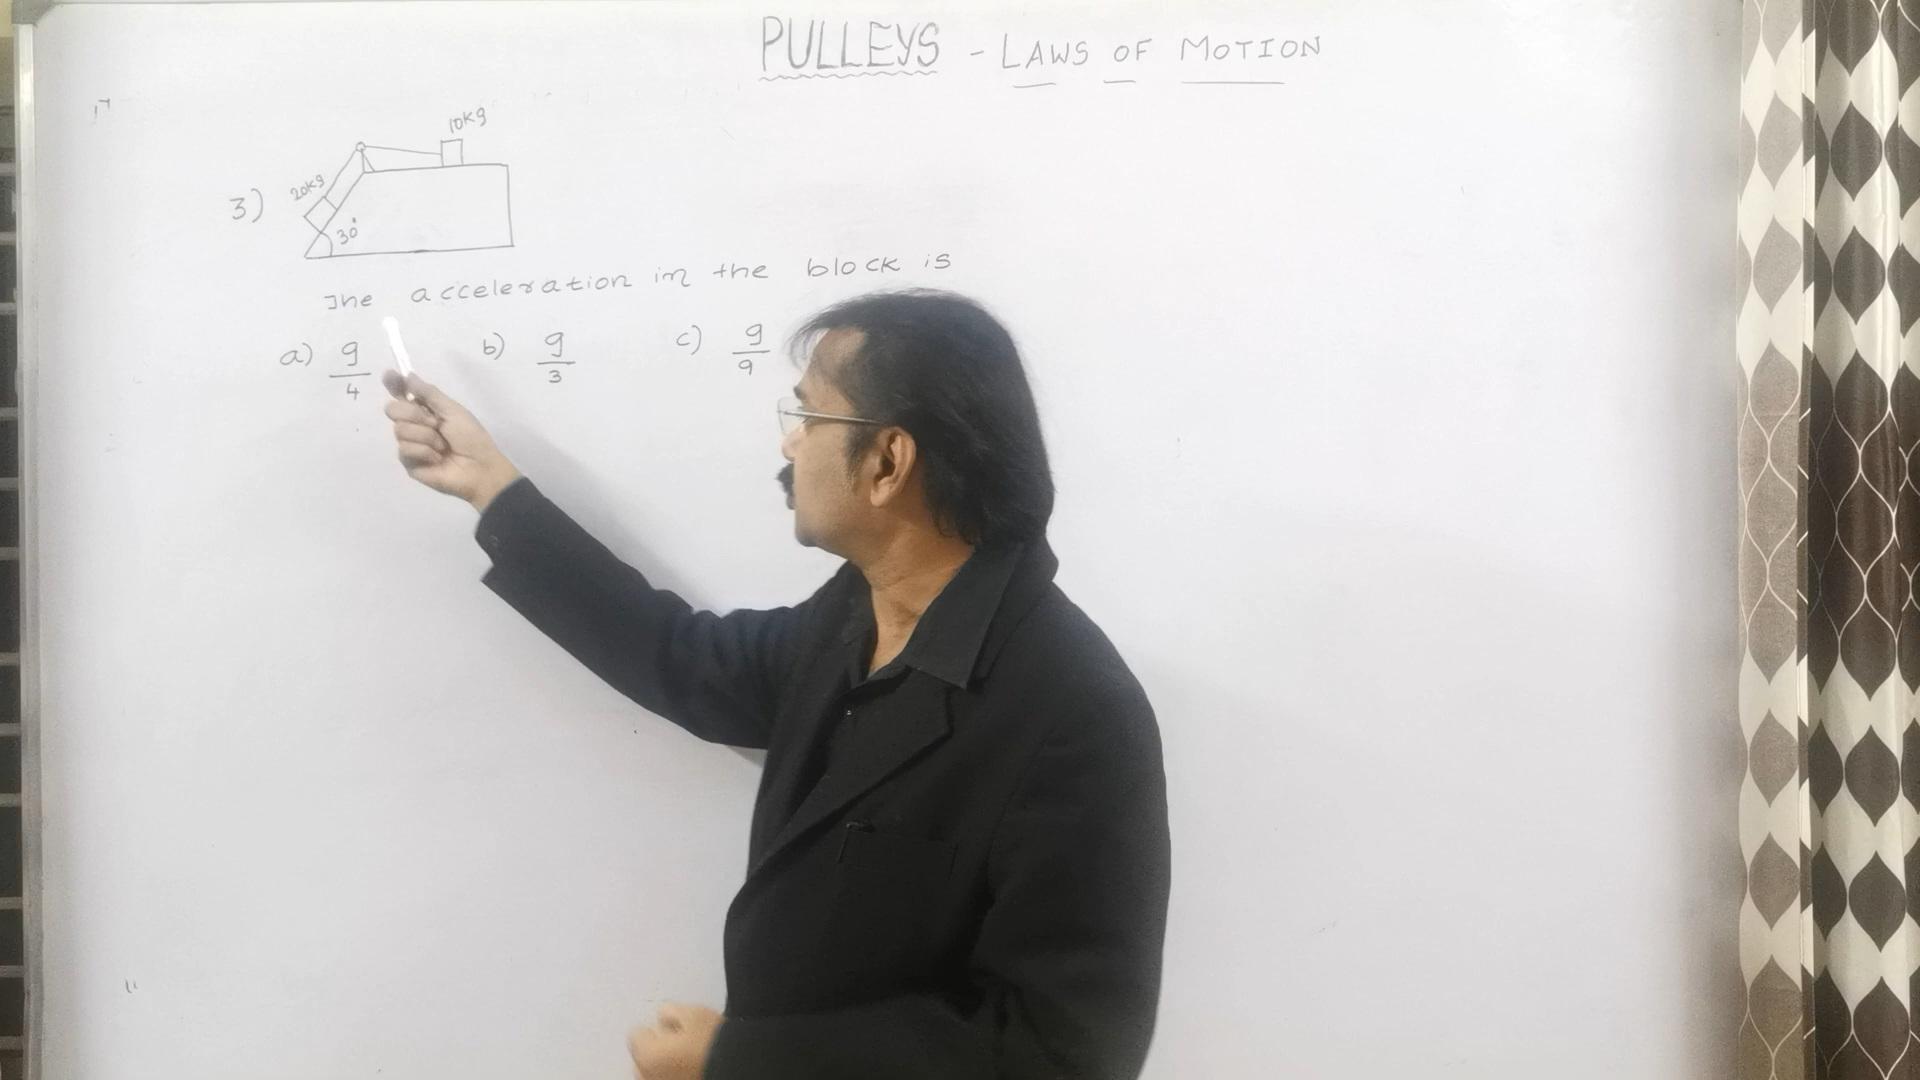 PULLEYS - LAWS OF MOTION
10kg
20kg
3)
30°
The acceleration in the block is
a) g/4 b) g/3 c) g/9